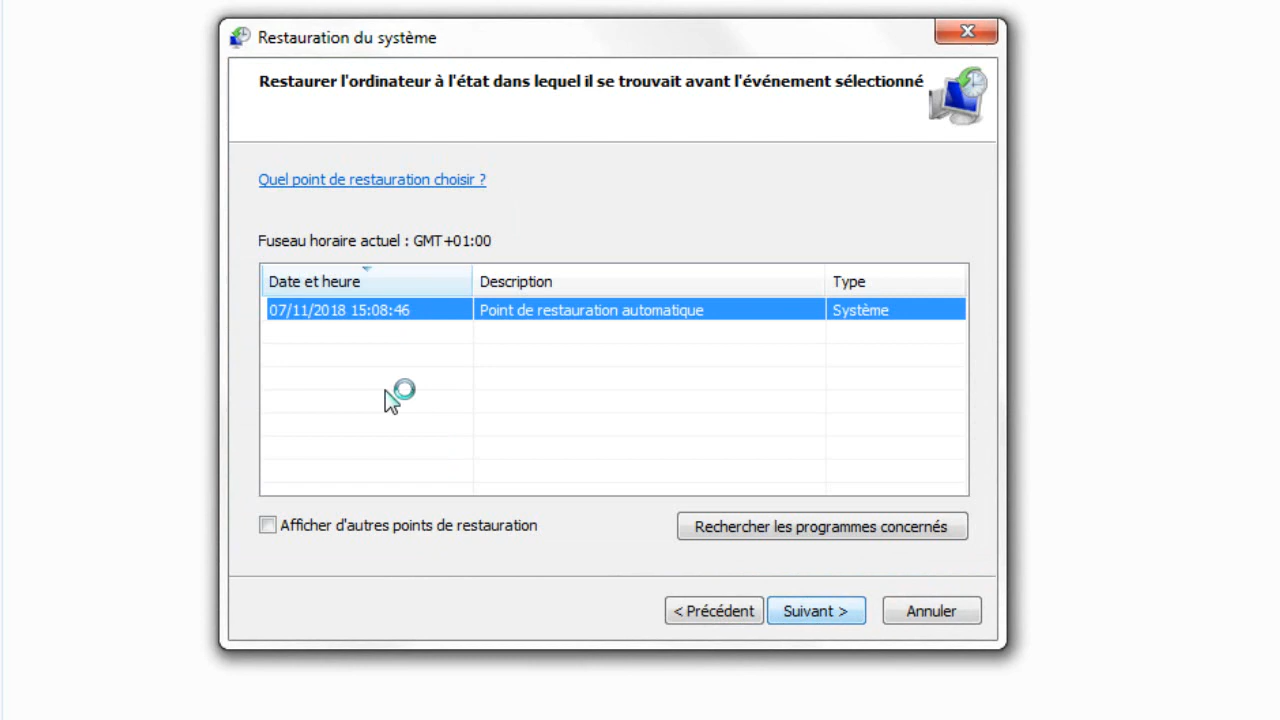 Restauration du système
Restaurer l'ordinateur à l'état dans lequel il se trouvait avant l'événement sélectionné
Quel point de restauration choisir ?
Fuseau horaire actuel : GMT+01:00
Date et heure Description Type
07/11/2018 15:08:46 Point de restauration automatique Système
Afficher d'autres points de restauration Rechercher les programmes concernés
< Précédent Suivant > Annuler